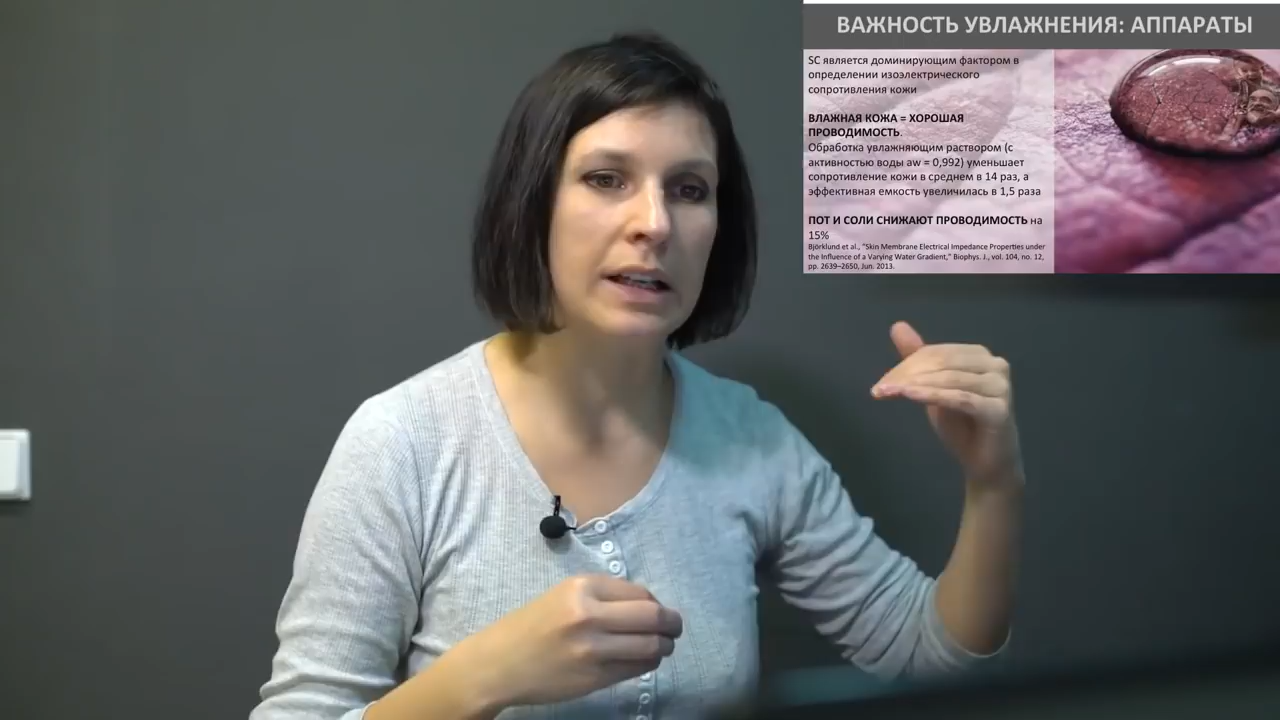 ВАЖНОСТЬ УВЛАЖНЕНИЯ: АППАРАТЫ
SC является доминирующим фактором в
определении изоэлектрического
сопротивления кожи
ВЛАЖНАЯ КОЖА = ХОРОШАЯ
ПРОВОДИМОСТЬ.
Обработка увлажняющим раствором (с
активностью воды aw = 0,992) уменьшает
сопротивление кожи в среднем в 14 раз, а
эффективная емкость увеличилась в 1,5 раза
ПОТ И СОЛИ СНИЖАЮТ ПРОВОДИМОСТЬ на
15%
Björklund et al., "Skin Membrane Electrical Impedance Properties under
the Influence of a Varying Water Gradient," Biophys. J., vol. 104, no. 12,
pp. 2639–2650, Jun. 2013.